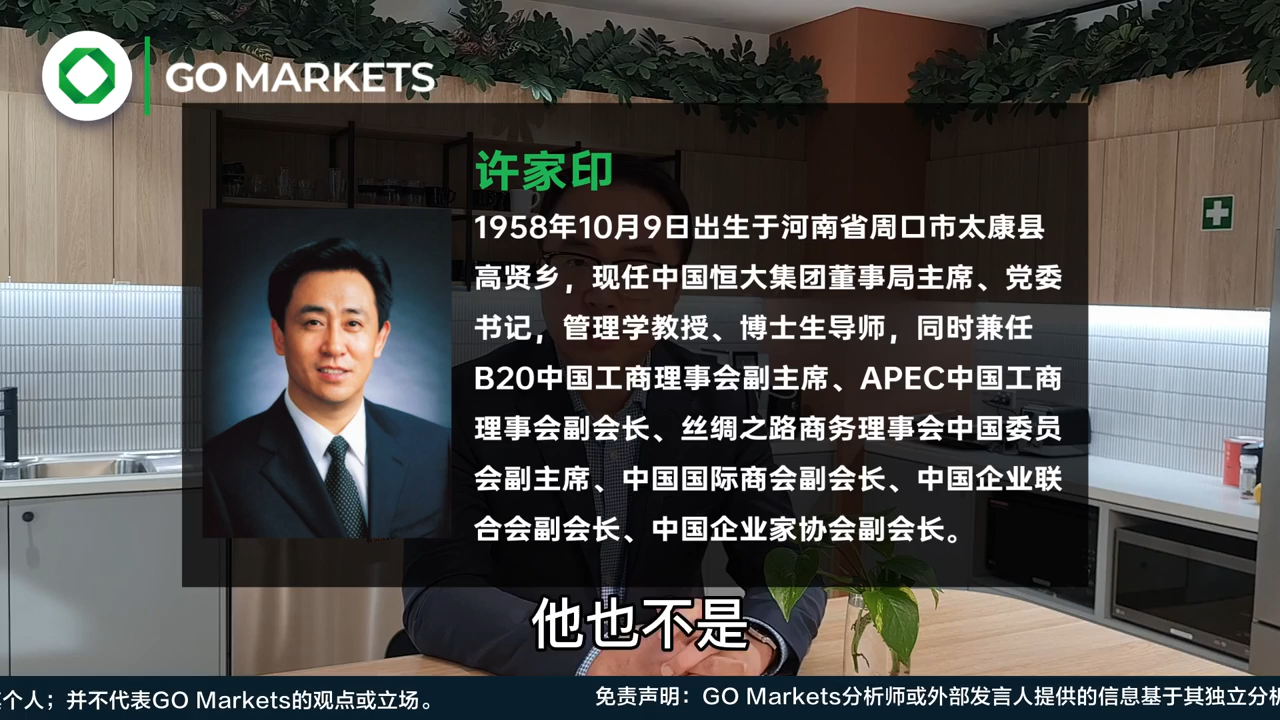 GO MARKETS
许家印
1958年10月9日出生于河南省周口市太康县
高贤乡，现任中国恒大集团董事局主席、党委
书记，管理学教授、博士生导师，同时兼任
B20中国工商理事会副主席、APEC中国工商
理事会副会长、丝绸之路商务理事会中国委员
会副主席、中国国际商会副会长、中国企业联
合会副会长、中国企业家协会副会长。
他也不是
个人；并不代表GO Markets的观点或立场。
免责声明：GO Markets分析师或外部发言人提供的信息基于其独立分